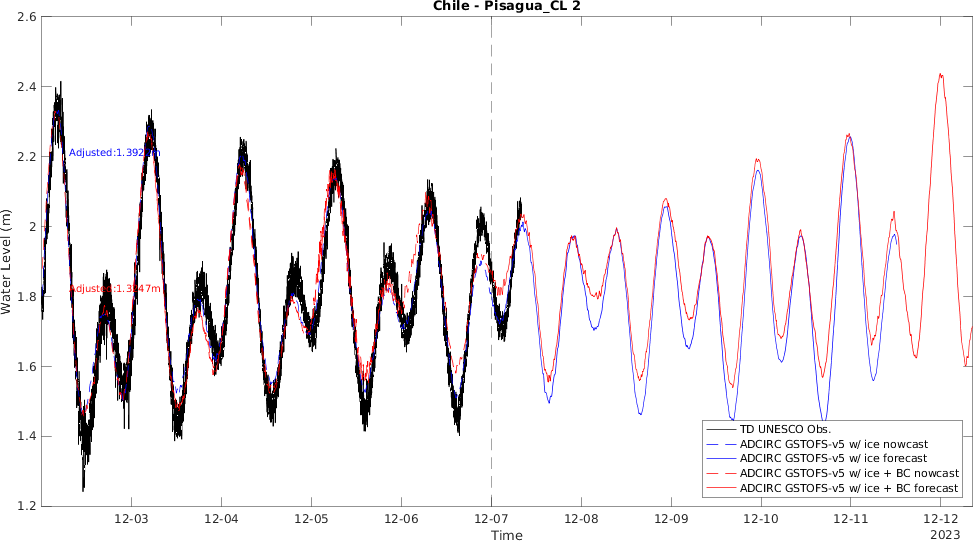 Chile - Pisagua_CL 2
2.6
2.4
2.2
2
1.8
1.6
1.4
1.2
Water Level (m)
Adjusted:1.392
Adjusted:1.3547m
12-03
12-04
12-05
12-06
12-07
12-08
12-09
12-10
12-11
12-12
2023
Time
TD UNESCO Obs.
ADCIRC GSTOFS-v5 w/ ice nowcast
ADCIRC GSTOFS-v5 w/ ice forecast
ADCIRC GSTOFS-v5 w/ ice + BC nowcast
ADCIRC GSTOFS-v5 w/ ice + BC forecast